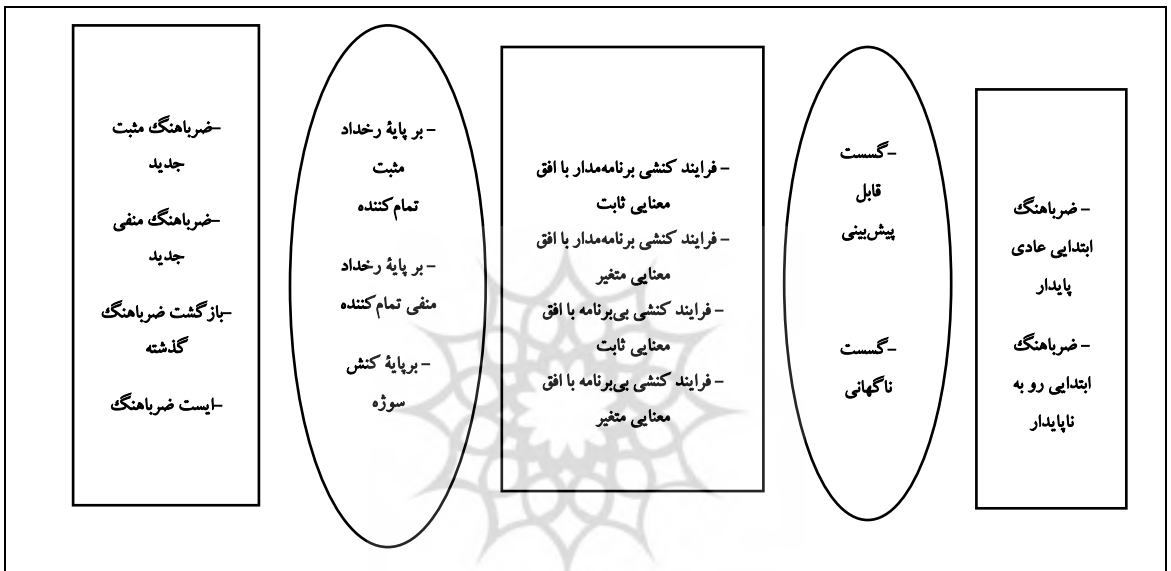 - ضرباهنگ
ابتدایی عادی
پایدار
- ضرباهنگ
ابتدایی رو به
ناپایدار
-گسست
قابل
پیش‌بینی
-گسست
ناگهانی
- فرایند کنشی برنامه‌مدار با افق
معنایی ثابت
- فرایند کنشی برنامه‌مدار با افق
معنایی متغیر
- فرایند کنشی بی‌برنامه با افق
معنایی ثابت
- فرایند کنشی بی‌برنامه با افق
معنایی متغیر
- بر پایهٔ رخداد
مثبت
تمام‌کننده
- بر پایهٔ رخداد
منفی تمام‌کننده
- برپایهٔ کنش
سوژه
-ضرباهنگ مثبت
جدید
-ضرباهنگ منفی
جدید
-بازگشت ضرباهنگ
گذشته
-ایست ضرباهنگ